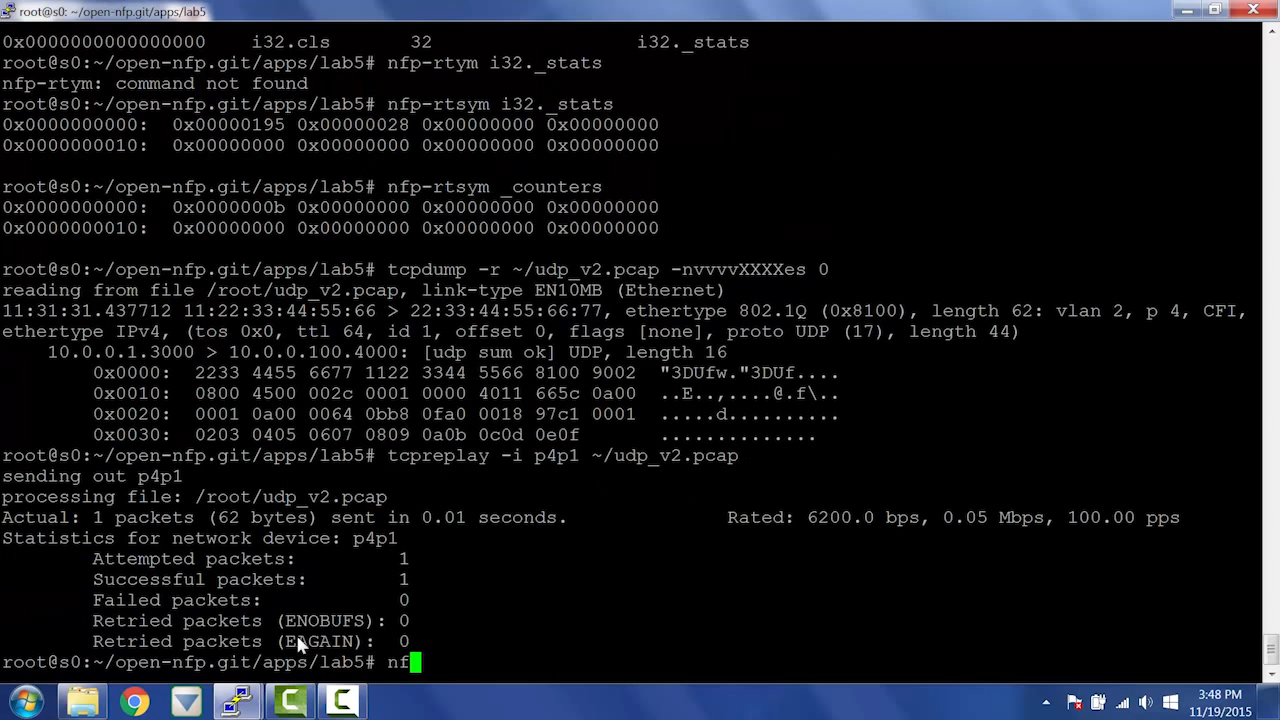 root@s0: ~/open-nfp.git/apps/lab5
0x0000000000000000 i32.cls 32 i32._stats
root@s0:~/open-nfp.git/apps/lab5# nfp-rtym i32._stats
nfp-rtym: command not found
root@s0:~/open-nfp.git/apps/lab5# nfp-rtsym i32._stats
0x0000000000: 0x00000195 0x00000028 0x00000000 0x00000000
0x0000000010: 0x00000000 0x00000000 0x00000000 0x00000000
root@s0:~/open-nfp.git/apps/lab5# nfp-rtsym _counters
0x0000000000: 0x0000000b 0x00000000 0x00000000 0x00000000
0x0000000010: 0x00000000 0x00000000 0x00000000 0x00000000
root@s0:~/open-nfp.git/apps/lab5# tcpdump -r ~/udp_v2.pcap -nvvvvXXXXes 0
reading from file /root/udp_v2.pcap, link-type EN10MB (Ethernet)
11:31:31.437712 11:22:33:44:55:66 > 22:33:44:55:66:77, ethertype 802.1Q (0x8100), length 62: vlan 2, p 4, CFI,
ethertype IPv4, (tos 0x0, ttl 64, id 1, offset 0, flags [none], proto UDP (17), length 44)
10.0.0.1.3000 > 10.0.0.100.4000: [udp sum ok] UDP, length 16
0x0000: 2233 4455 6677 1122 3344 5566 8100 9002 "3DUfw."3DUf....
0x0010: 0800 4500 002c 0001 0000 4011 665c 0a00 ..E..,....@.f\..
0x0020: 0001 0a00 0064 0bb8 0fa0 0018 97c1 0001 .....d..........
0x0030: 0203 0405 0607 0809 0a0b 0c0d 0e0f ..............
root@s0:~/open-nfp.git/apps/lab5# tcpreplay -i p4p1 ~/udp_v2.pcap
sending out p4p1
processing file: /root/udp_v2.pcap
Actual: 1 packets (62 bytes) sent in 0.01 seconds. Rated: 6200.0 bps, 0.05 Mbps, 100.00 pps
Statistics for network device: p4p1
Attempted packets: 1
Successful packets: 1
Failed packets: 0
Retried packets (ENOBUFS): 0
Retried packets (EAGAIN): 0
root@s0:~/open-nfp.git/apps/lab5# nf
3:48 PM
11/19/2015